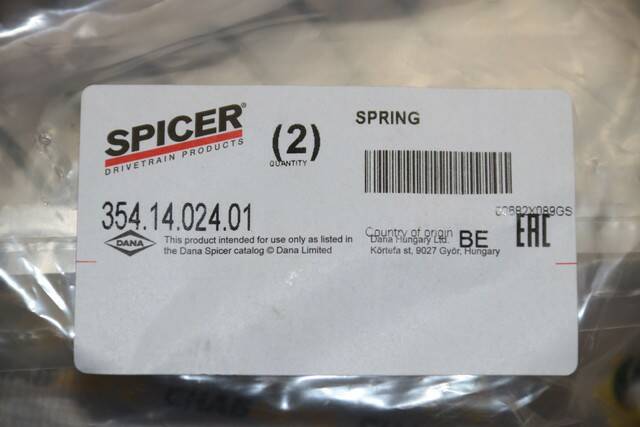 SPICER®
DRIVETRAIN PRODUCTS
(2)
QUANTITY
SPRING
354.14.024.01
DANA
This product intended for use only as listed in
the Dana Spicer catalog © Dana Limited
Country of origin BE
Dana Hungary Ltd.
Körtefa st, 9027 Győr, Hungary
EAC